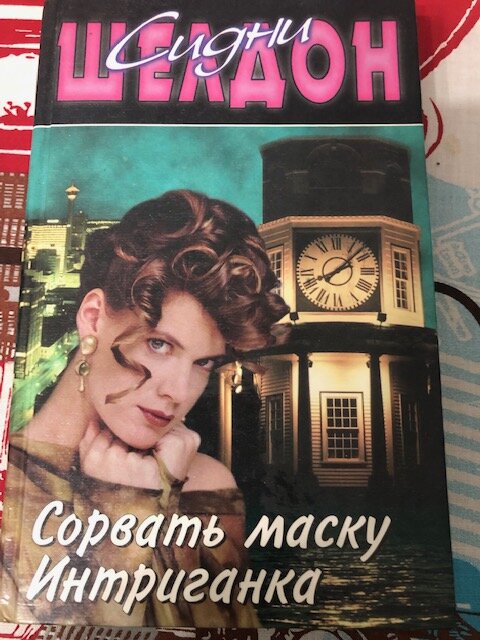 Сидни
ШЕЛДОН
Сорвать маску
Интриганка